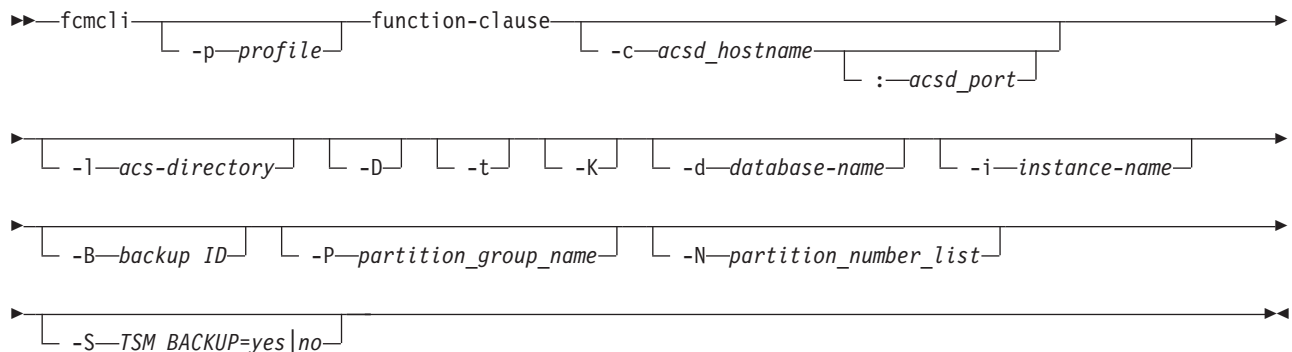 fcmcli -p profile function-clause -c acsd_hostname : acsd_port
-l acs-directory -D -t -K -d database-name -i instance-name
-B backup ID -P partition_group_name -N partition_number_list
-S TSM BACKUP=yes|no